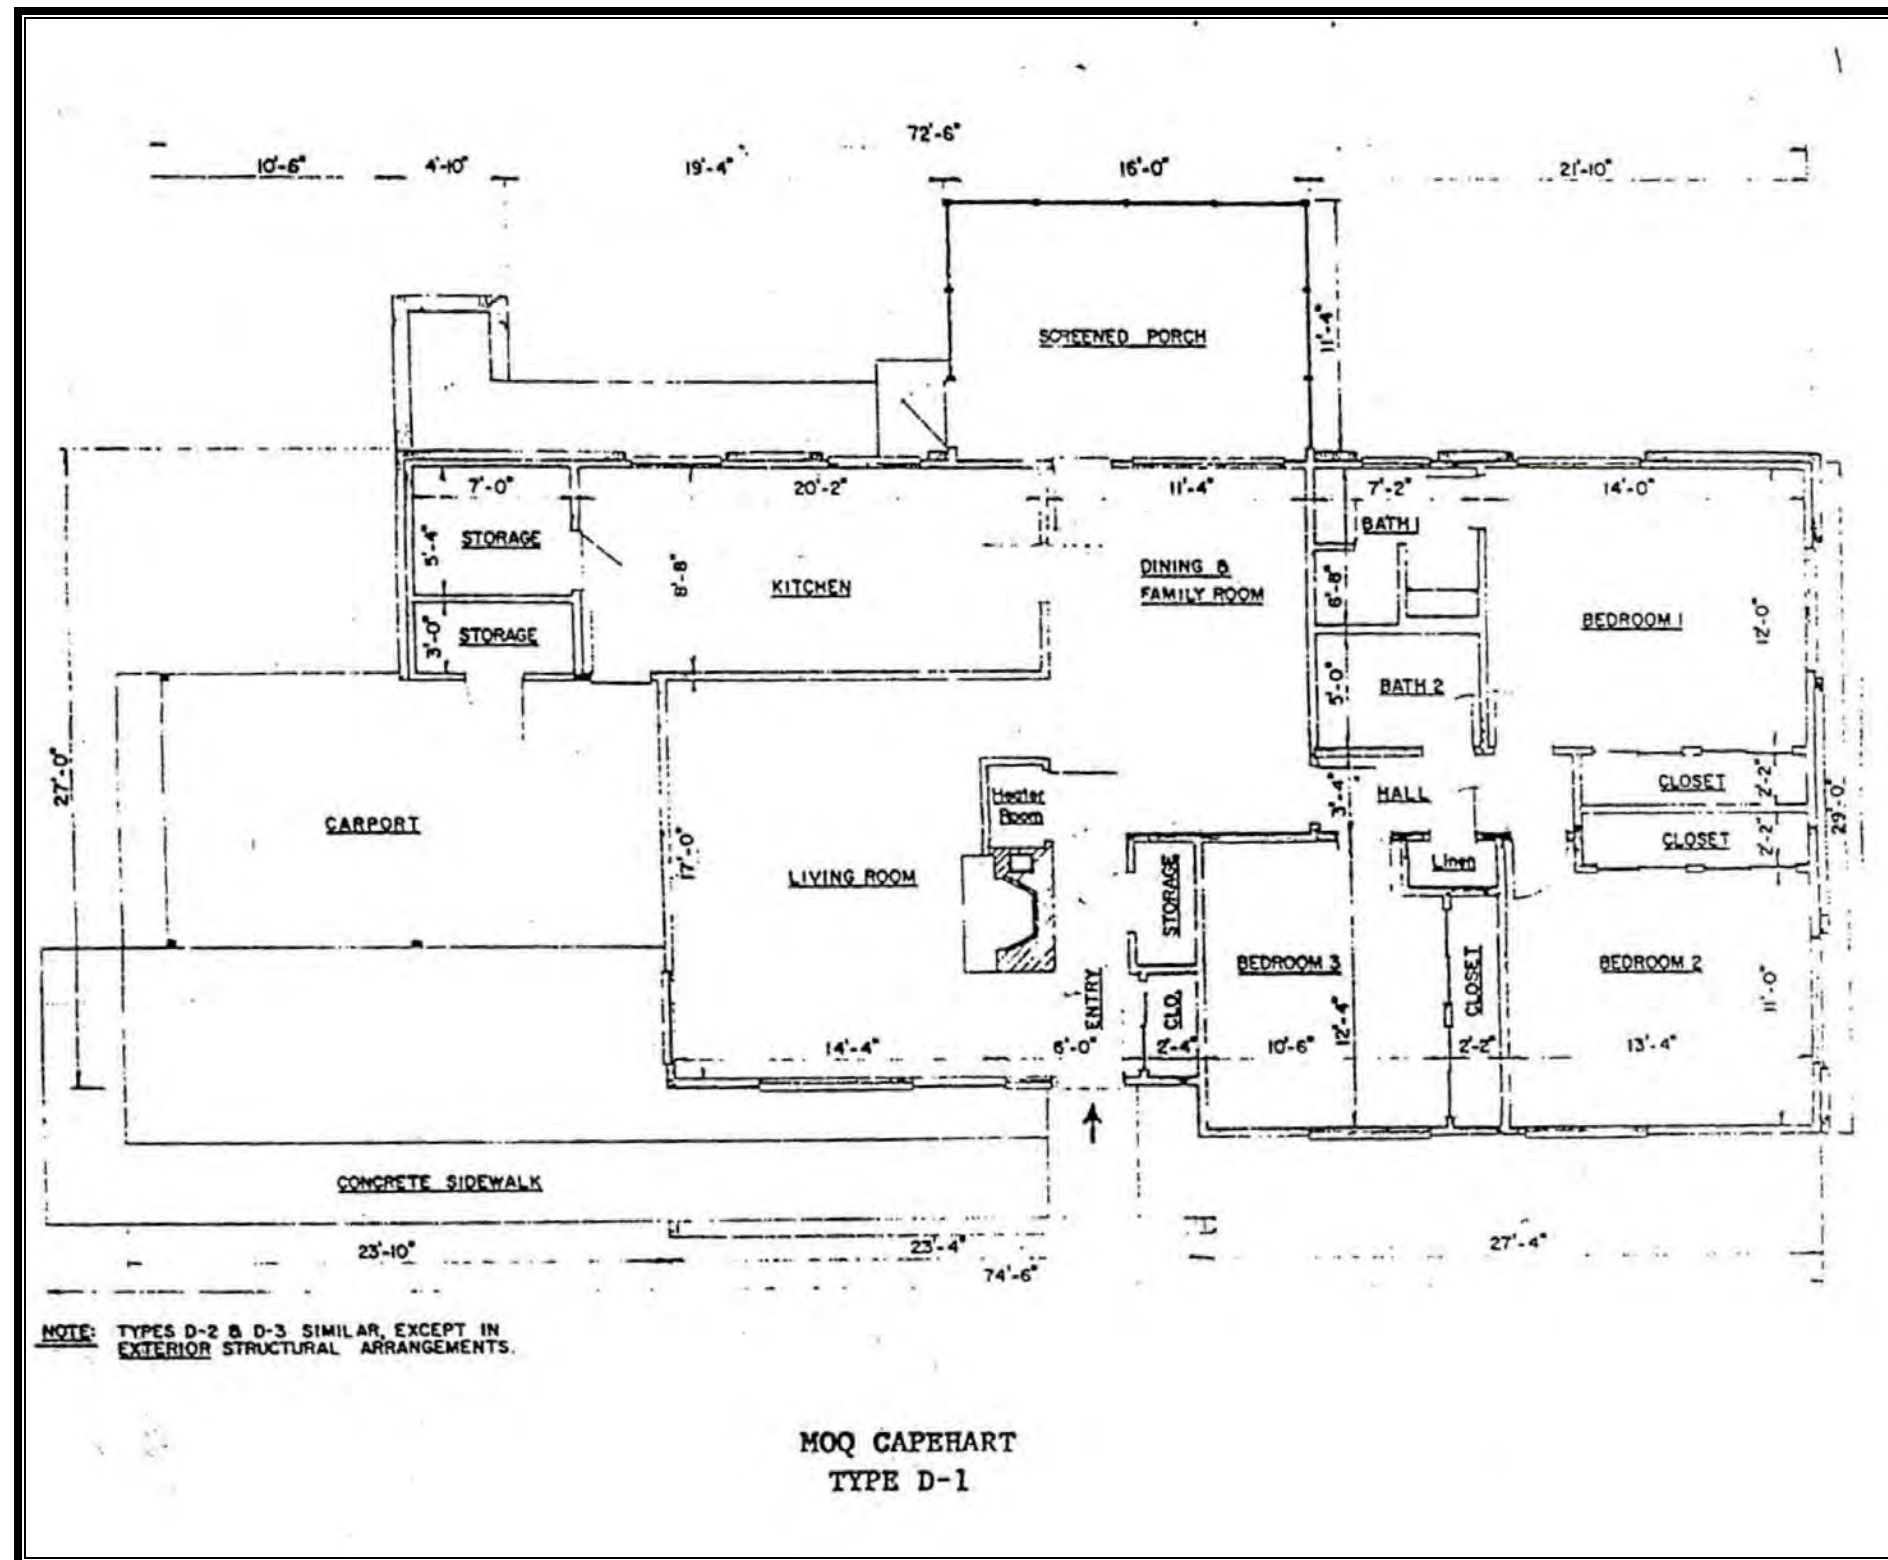 72'-6"
10'-6"
4'-10"
19'-4"
16'-0"
21'-10"
SCREENED PORCH
11'-4"
7'-0"
20'-2"
11'-4"
7'-2"
14'-0"
STORAGE
5'-4"
8'-8"
KITCHEN
DINING &
FAMILY ROOM
BATH 1
6'-8"
BEDROOM 1
12'-0"
STORAGE
3'-0"
BATH 2
5'-0"
27'-0"
CARPORT
17'-0"
LIVING ROOM
Heater
Room
3'-4"
HALL
CLOSET
2'-2"
29'-0"
CLOSET
2'-2"
Linen
STORAGE
BEDROOM 3
CLOSET
BEDROOM 2
11'-0"
ENTRY
CLO.
12'-4"
14'-4"
6'-0"
2'-4"
10'-6"
2'-2"
13'-4"
CONCRETE SIDEWALK
23'-10"
23'-4"
27'-4"
74'-6"
NOTE: TYPES D-2 & D-3 SIMILAR, EXCEPT IN
EXTERIOR STRUCTURAL ARRANGEMENTS.
MOQ CAPEHART
TYPE D-1